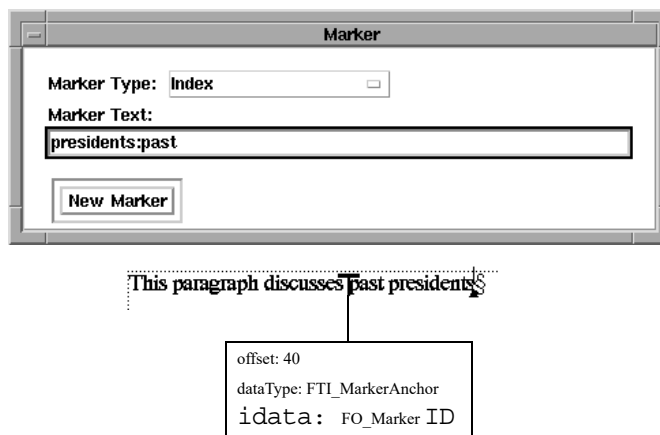 Marker
Marker Type: Index
Marker Text:
presidents:past
New Marker
This paragraph discusses past presidents§
offset: 40
dataType: FTI_MarkerAnchor
idata: FO_Marker ID